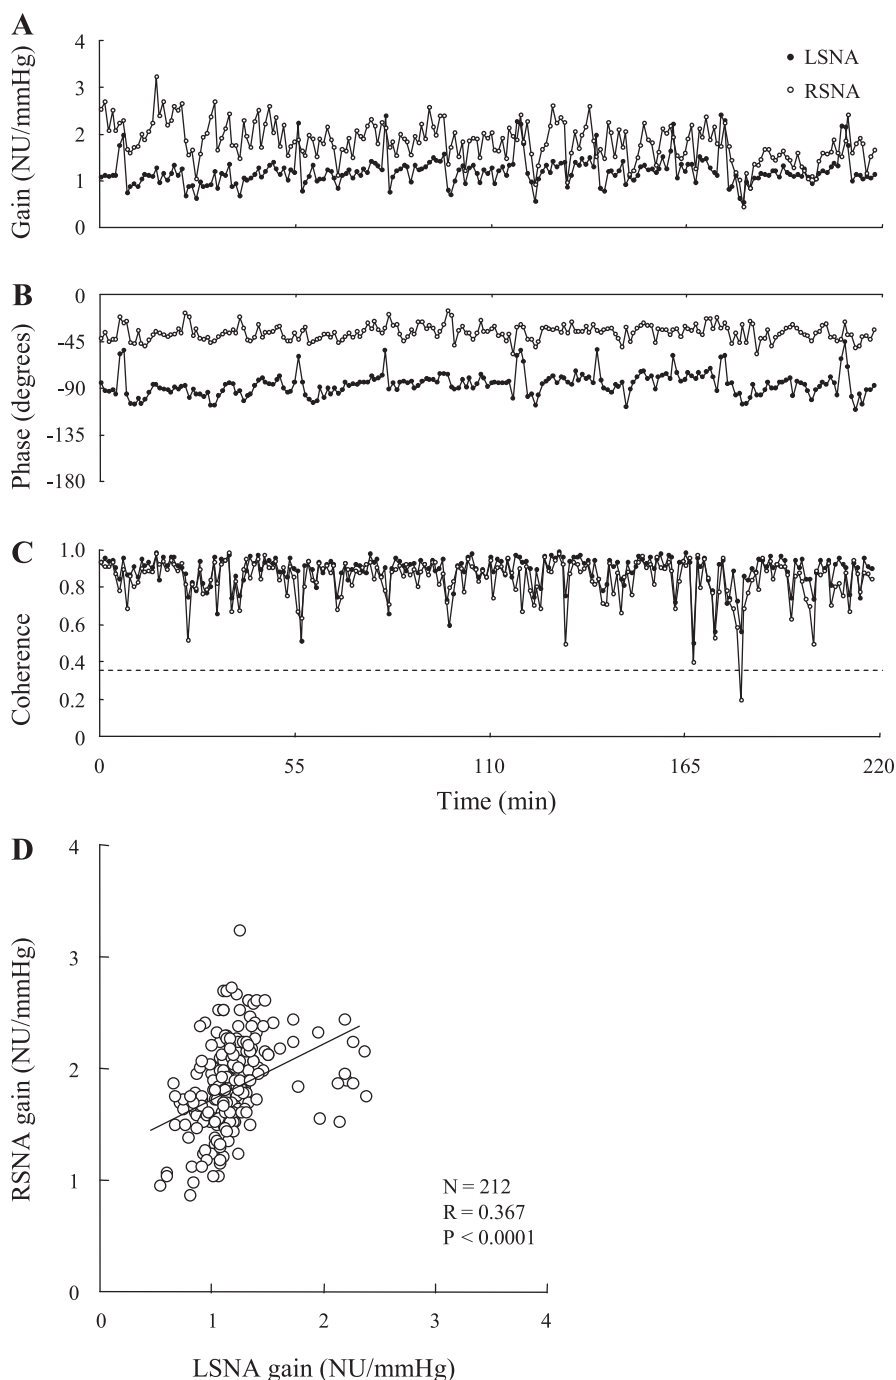 A
Gain (NU/mmHg)
4
3
2
1
0
LSNA
RSNA
B
Phase (degrees)
0
-45
-90
-135
-180
C
Coherence
1.0
0.8
0.6
0.4
0.2
0
0 55 110 165 220
Time (min)
D
RSNA gain (NU/mmHg)
4
3
2
1
0
N = 212
R = 0.367
P < 0.0001
0 1 2 3 4
LSNA gain (NU/mmHg)